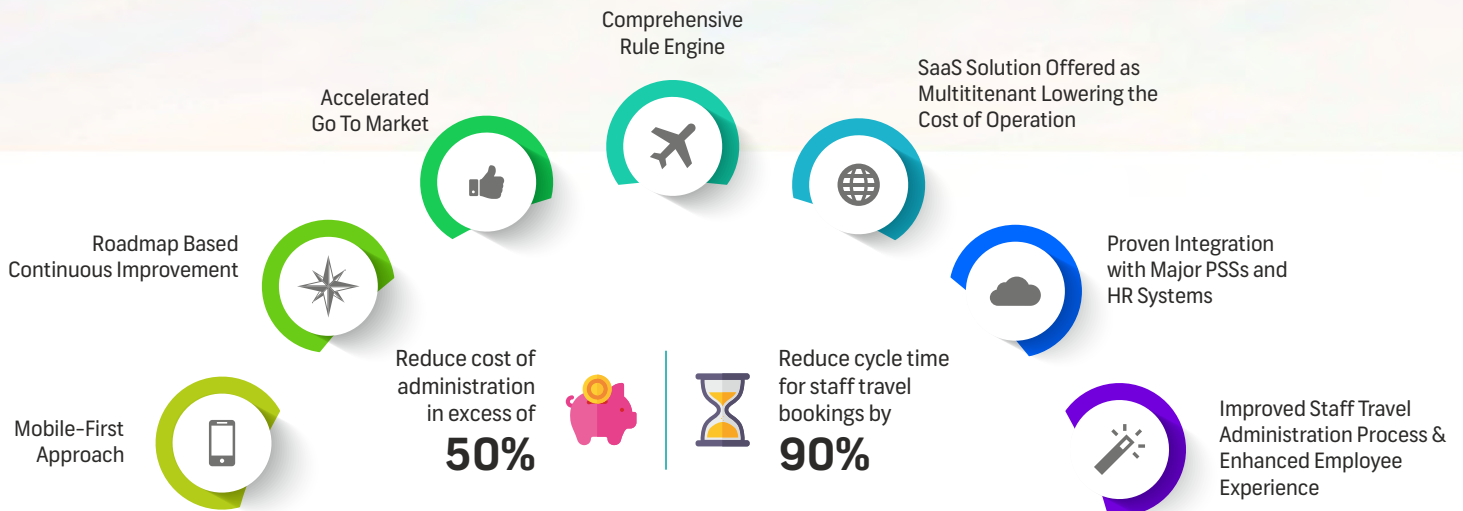 Comprehensive
Rule Engine
SaaS Solution Offered as
Multititenant Lowering the
Cost of Operation
Accelerated
Go To Market
Roadmap Based
Continuous Improvement
Proven Integration
with Major PSSs and
HR Systems
Reduce cost of
administration
in excess of
50%
Reduce cycle time
for staff travel
bookings by
90%
Mobile-First
Approach
Improved Staff Travel
Administration Process &
Enhanced Employee
Experience